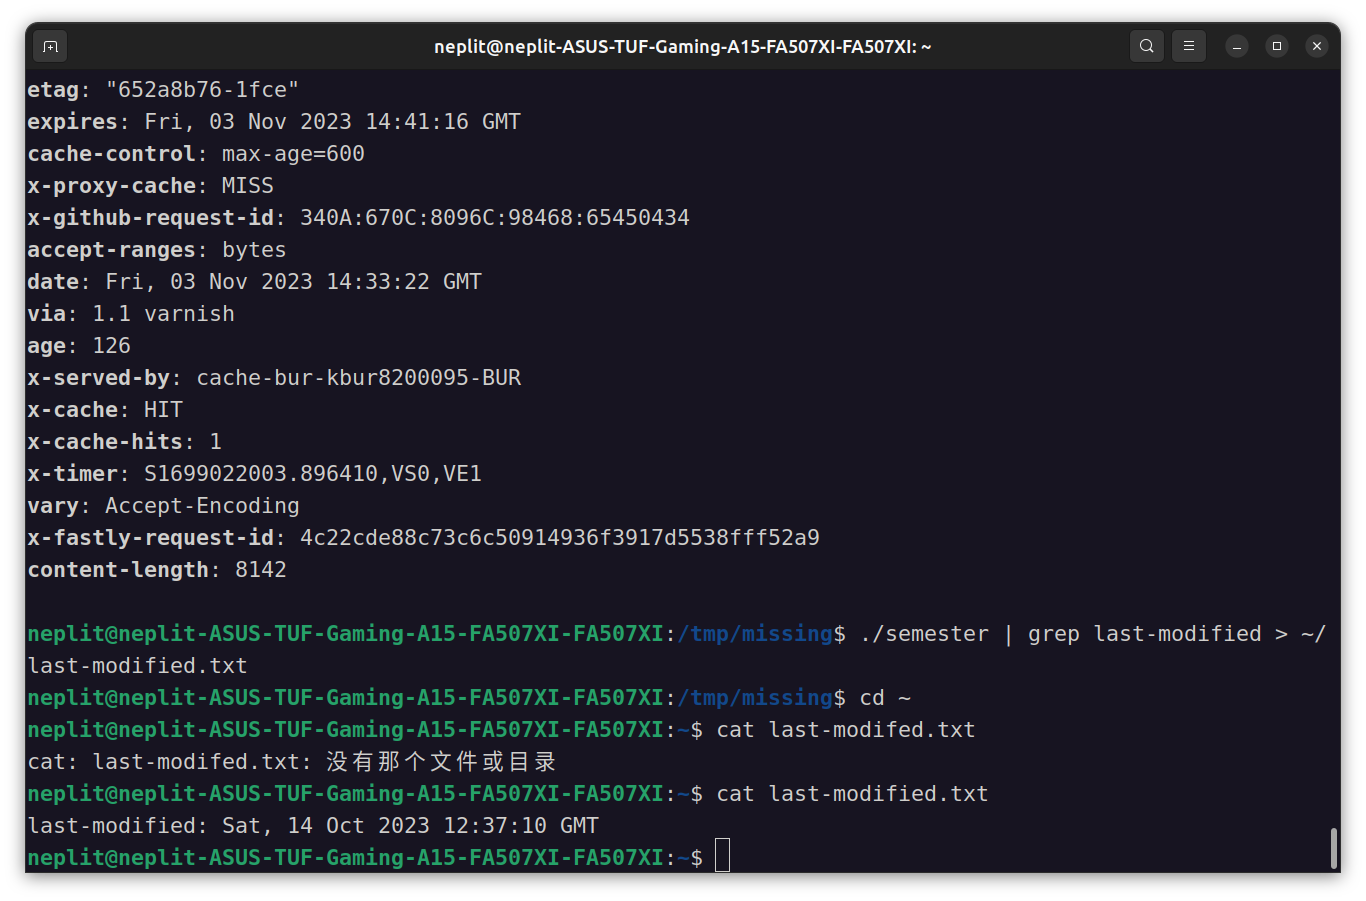 neplit@neplit-ASUS-TUF-Gaming-A15-FA507XI-FA507XI: ~
etag: "652a8b76-1fce"
expires: Fri, 03 Nov 2023 14:41:16 GMT
cache-control: max-age=600
x-proxy-cache: MISS
x-github-request-id: 340A:670C:8096C:98468:65450434
accept-ranges: bytes
date: Fri, 03 Nov 2023 14:33:22 GMT
via: 1.1 varnish
age: 126
x-served-by: cache-bur-kbur8200095-BUR
x-cache: HIT
x-cache-hits: 1
x-timer: S1699022003.896410,VS0,VE1
vary: Accept-Encoding
x-fastly-request-id: 4c22cde88c73c6c50914936f3917d5538fff52a9
content-length: 8142
neplit@neplit-ASUS-TUF-Gaming-A15-FA507XI-FA507XI:/tmp/missing$ ./semester | grep last-modified > ~/
last-modified.txt
neplit@neplit-ASUS-TUF-Gaming-A15-FA507XI-FA507XI:/tmp/missing$ cd ~
neplit@neplit-ASUS-TUF-Gaming-A15-FA507XI-FA507XI:~$ cat last-modifed.txt
cat: last-modifed.txt: 没有那个文件或目录
neplit@neplit-ASUS-TUF-Gaming-A15-FA507XI-FA507XI:~$ cat last-modified.txt
last-modified: Sat, 14 Oct 2023 12:37:10 GMT
neplit@neplit-ASUS-TUF-Gaming-A15-FA507XI-FA507XI:~$